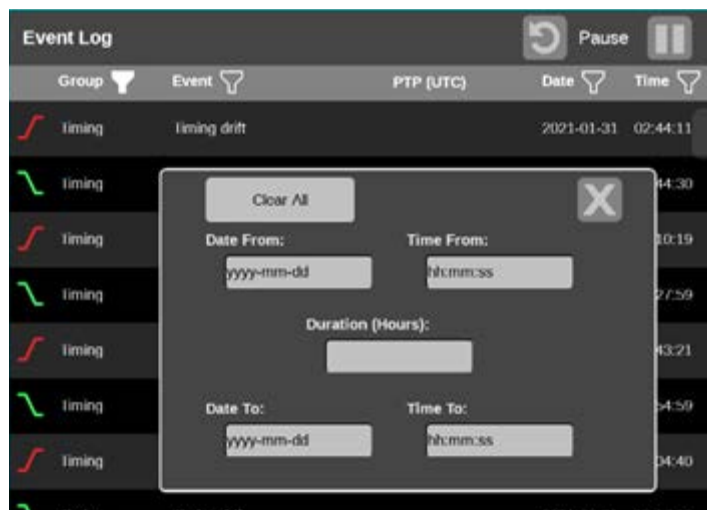 Event Log Pause
Group Event PTP (UTC) Date Time
Timing Timing drift 2021-01-31 02:44:11
Timing 44:30
Clear All
Timing 10:19
Date From: Time From:
yyyy-mm-dd hh:mm:ss
Timing 27:59
Duration (Hours):
Timing 43:21
Timing 54:59
Date To: Time To:
yyyy-mm-dd hh:mm:ss
Timing 04:40